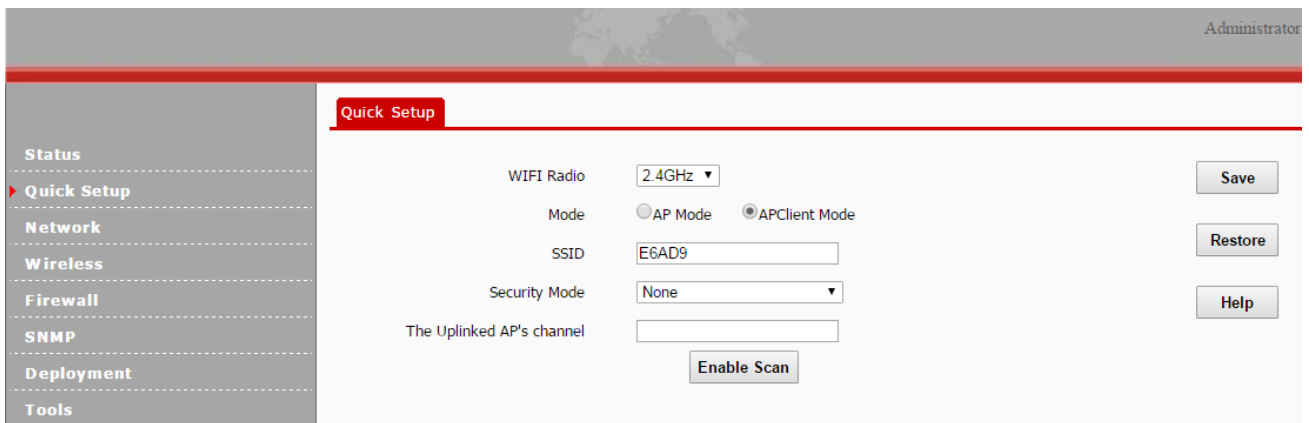 Administrator
Quick Setup
Status
Quick Setup
Network
Wireless
Firewall
SNMP
Deployment
Tools
WIFI Radio 2.4GHz
Mode AP Mode APClient Mode
SSID E6AD9
Security Mode None
The Uplinked AP's channel
Enable Scan
Save
Restore
Help